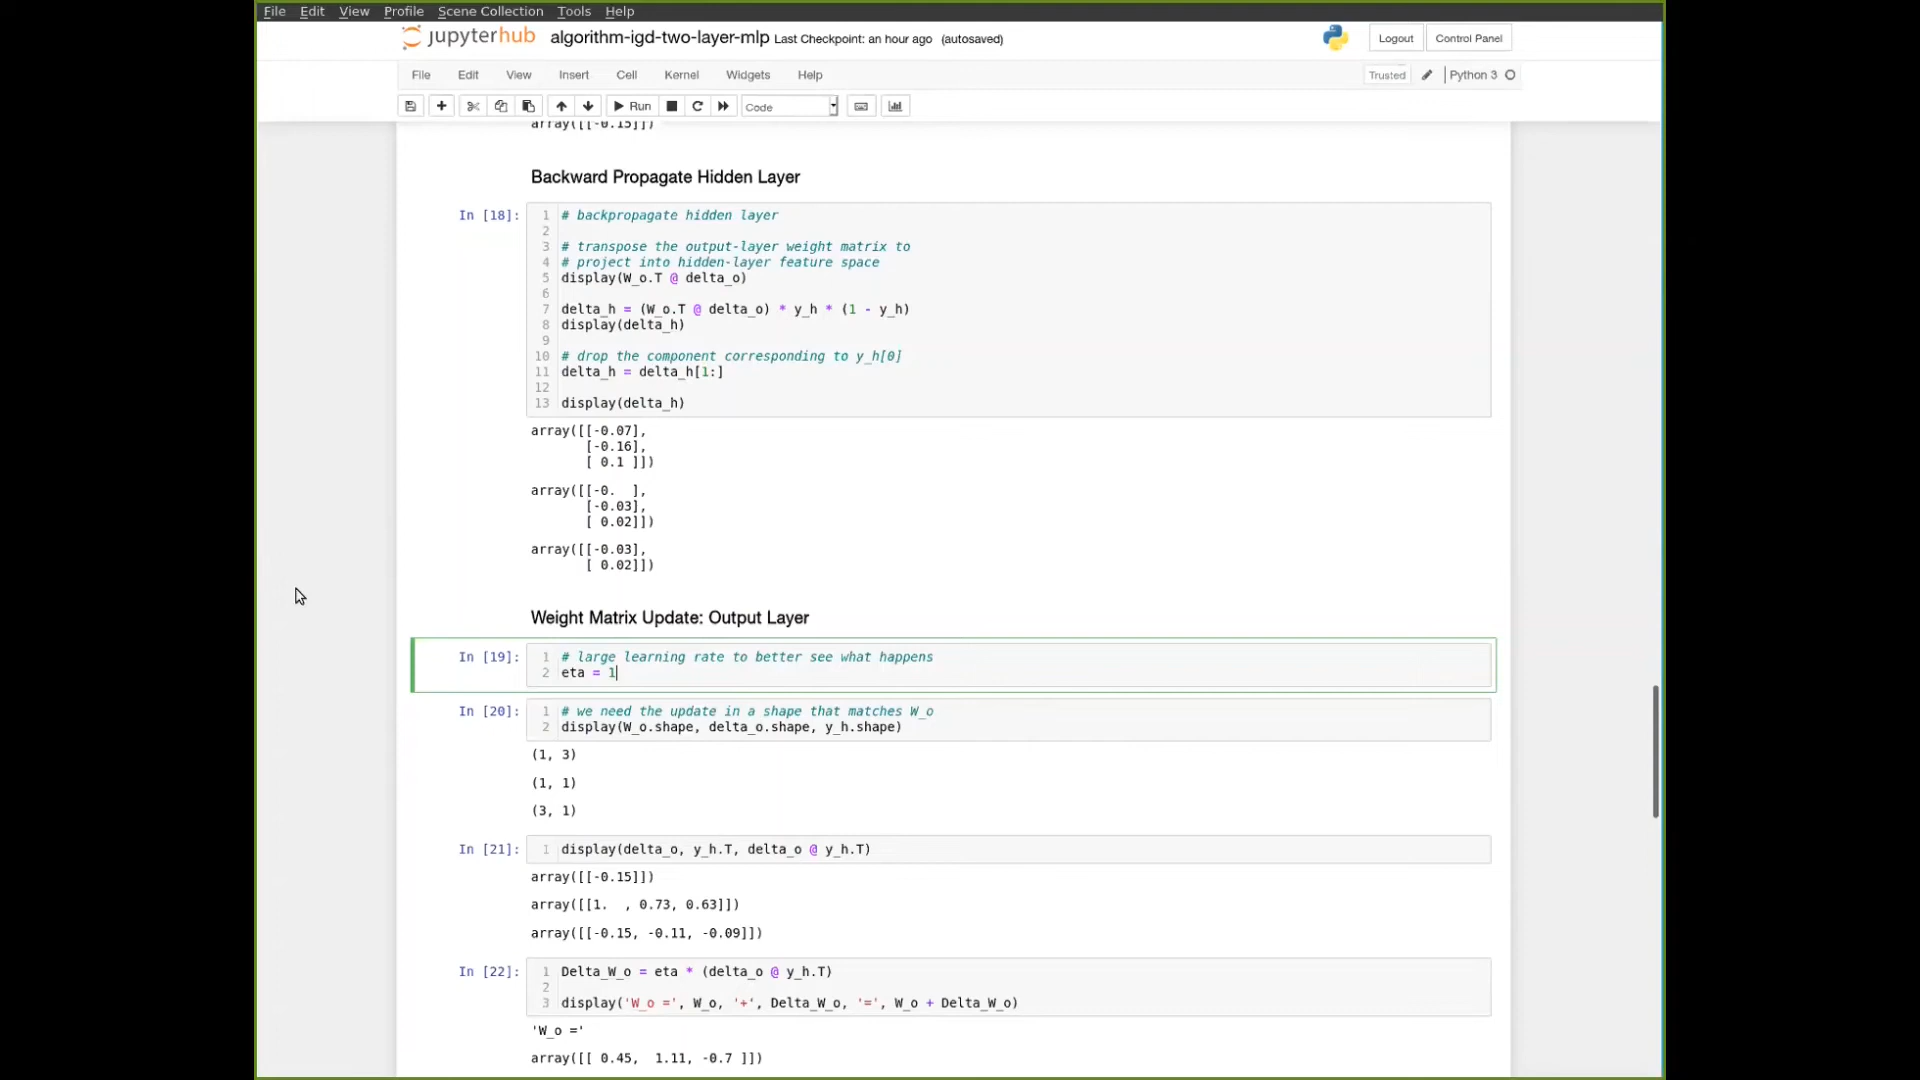 File Edit View Profile Scene Collection Tools Help
jupyterhub algorithm-igd-two-layer-mlp Last Checkpoint: an hour ago (autosaved) Logout Control Panel
File Edit View Insert Cell Kernel Widgets Help Trusted Python 3
Run Code
array([[-0.15]])
Backward Propagate Hidden Layer
In [18]:
1 # backpropagate hidden layer
2
3 # transpose the output-layer weight matrix to
4 # project into hidden-layer feature space
5 display(W_o.T @ delta_o)
6
7 delta_h = (W_o.T @ delta_o) * y_h * (1 - y_h)
8 display(delta_h)
9
10 # drop the component corresponding to y_h[0]
11 delta_h = delta_h[1:]
12
13 display(delta_h)
array([[-0.07],
[-0.16],
[ 0.1 ]])
array([[-0. ],
[-0.03],
[ 0.02]])
array([[-0.03],
[ 0.02]])
Weight Matrix Update: Output Layer
In [19]:
1 # large learning rate to better see what happens
2 eta = 1
In [20]:
1 # we need the update in a shape that matches W_o
2 display(W_o.shape, delta_o.shape, y_h.shape)
(1, 3)
(1, 1)
(3, 1)
In [21]:
1 display(delta_o, y_h.T, delta_o @ y_h.T)
array([[-0.15]])
array([[1. , 0.73, 0.63]])
array([[-0.15, -0.11, -0.09]])
In [22]:
1 Delta_W_o = eta * (delta_o @ y_h.T)
2
3 display('W_o =', W_o, '+', Delta_W_o, '=', W_o + Delta_W_o)
'W_o ='
array([[ 0.45, 1.11, -0.7 ]])